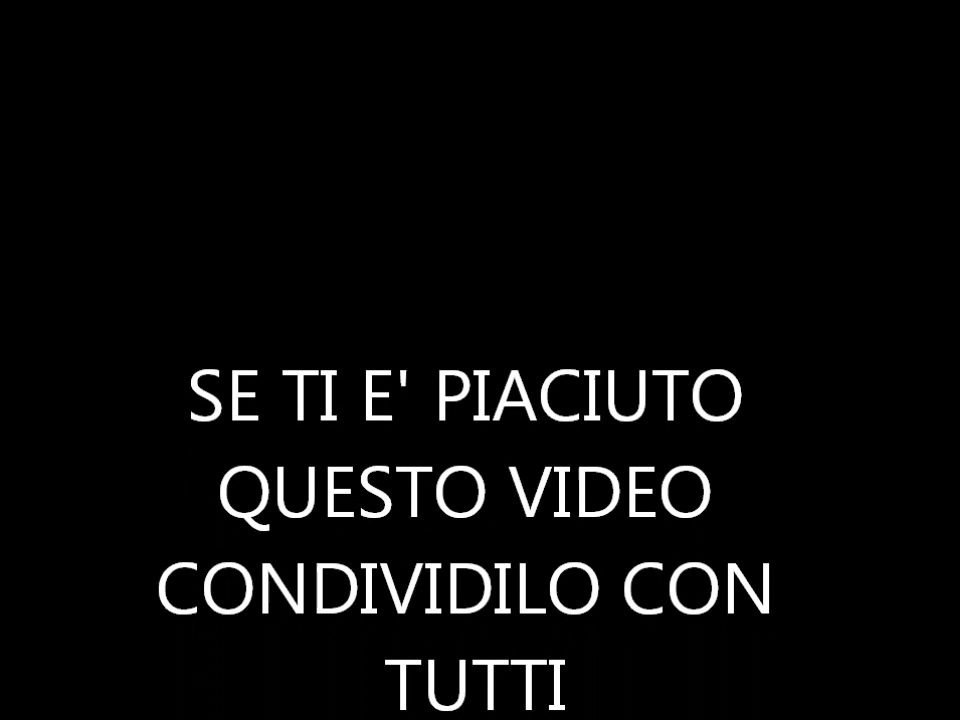 SE TI E' PIACIUTO
QUESTO VIDEO
CONDIVIDILO CON
TUTTI